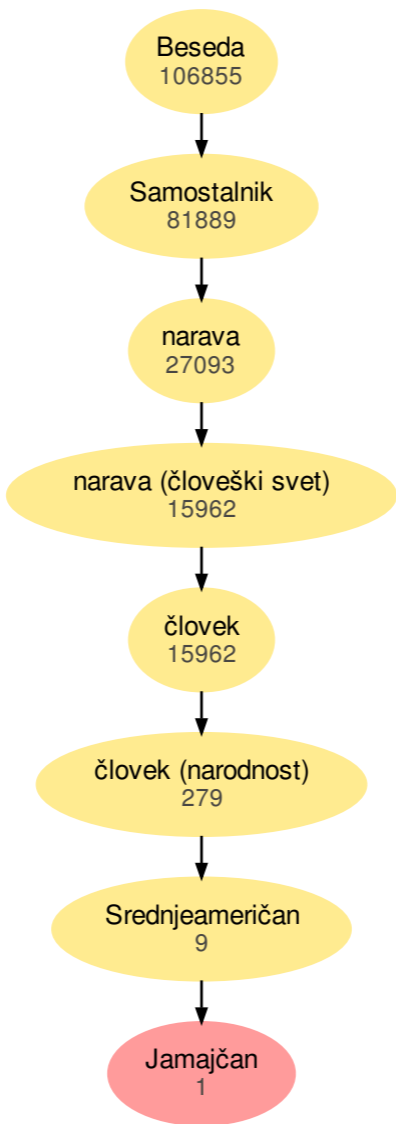 Beseda
106855
Samostalnik
81889
narava
27093
narava (človeški svet)
15962
človek
15962
človek (narodnost)
279
Srednjeameričan
9
Jamajčan
1